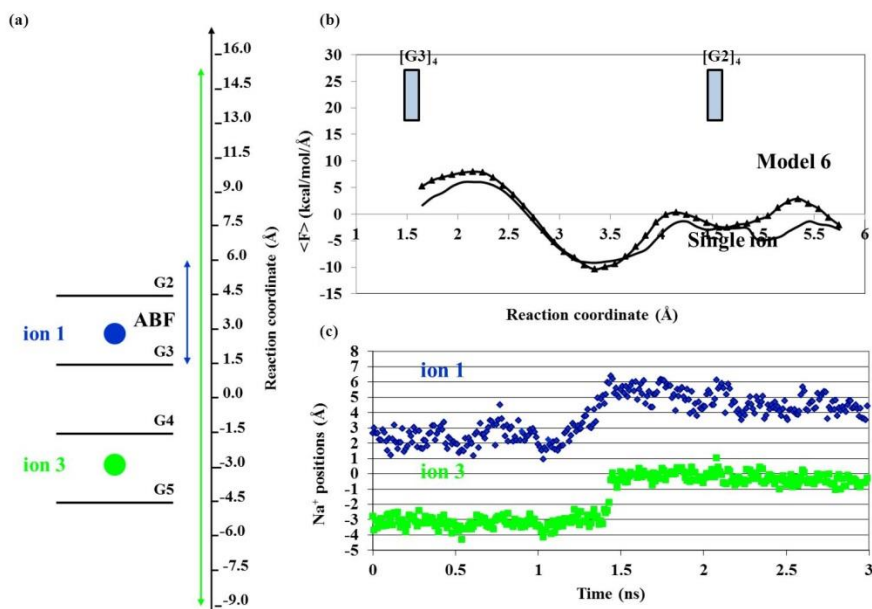 (a)
16.0
14.5
13.0
11.5
9.0
7.5
6.0
4.5
3.0
1.5
0.0
-1.5
-3.0
-4.5
-6.0
-7.5
-9.0
Reaction coordinate (Å)
G2
ABF
ion 1
G3
G4
ion 3
G5
(b)
30
25
20
15
10
5
0
-5
-10
-15
<F> (kcal/mol/Å)
[G3]4
[G2]4
Model 6
1 1.5 2 2.5 3 3.5 4 4.5 5 5.5 6
Single ion
Reaction coordinate (Å)
(c)
8
7
6
5
4
3
2
1
0
-1
-2
-3
-4
-5
Na+ positions (Å)
ion 1
ion 3
0 0.5 1 1.5 2 2.5 3
Time (ns)